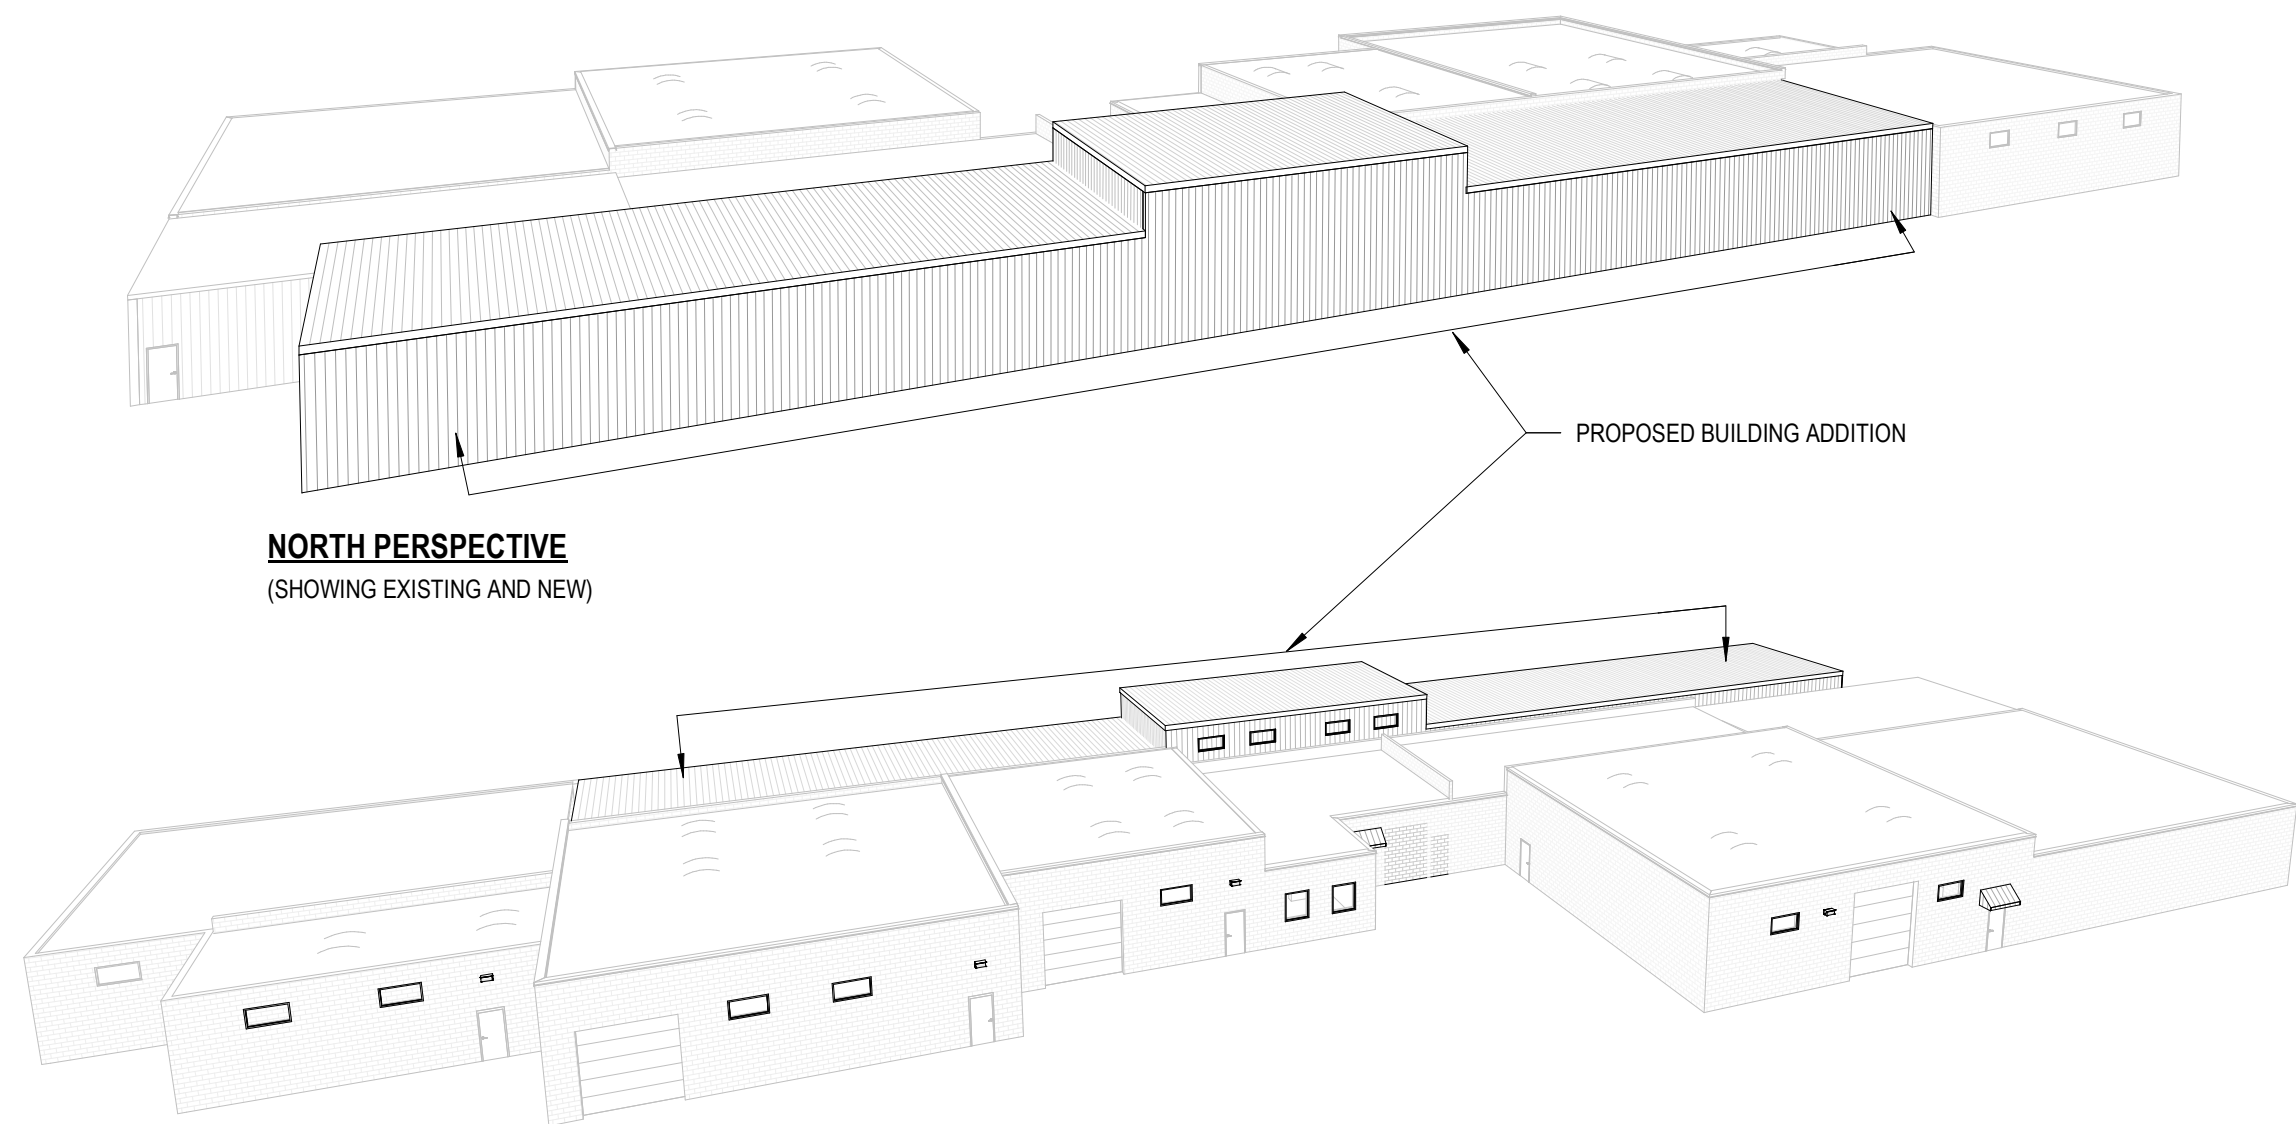 PROPOSED BUILDING ADDITION
NORTH PERSPECTIVE
(SHOWING EXISTING AND NEW)